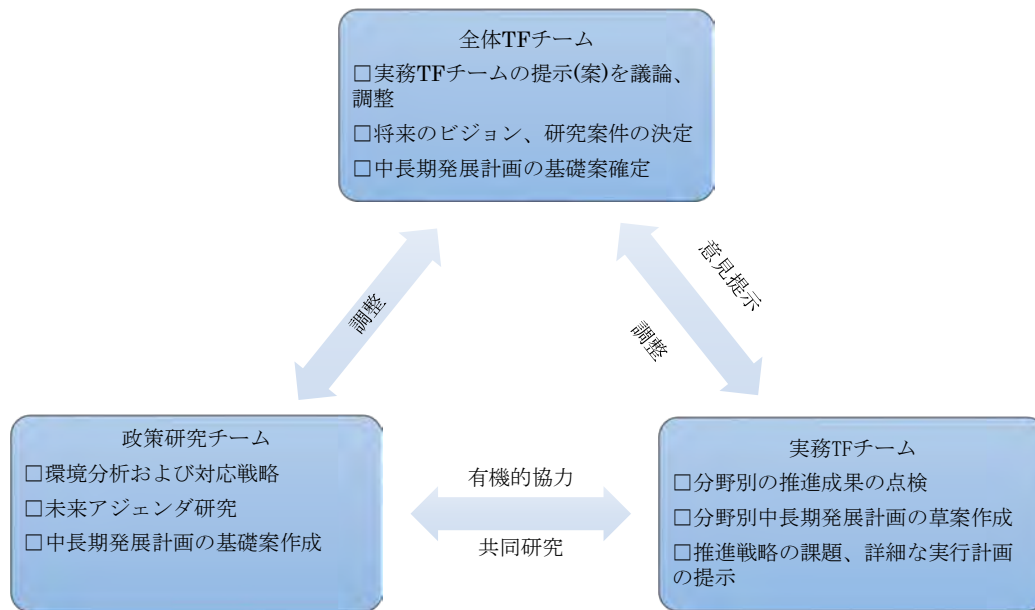 全体TFチーム
□実務TFチームの提示(案)を議論、
調整
□将来のビジョン、研究案件の決定
□中長期発展計画の基礎案確定
調整
意見提示
調整
政策研究チーム
□環境分析および対応戦略
□未来アジェンダ研究
□中長期発展計画の基礎案作成
有機的協力
共同研究
実務TFチーム
□分野別の推進成果の点検
□分野別中長期発展計画の草案作成
□推進戦略の課題、詳細な実行計画
の提示